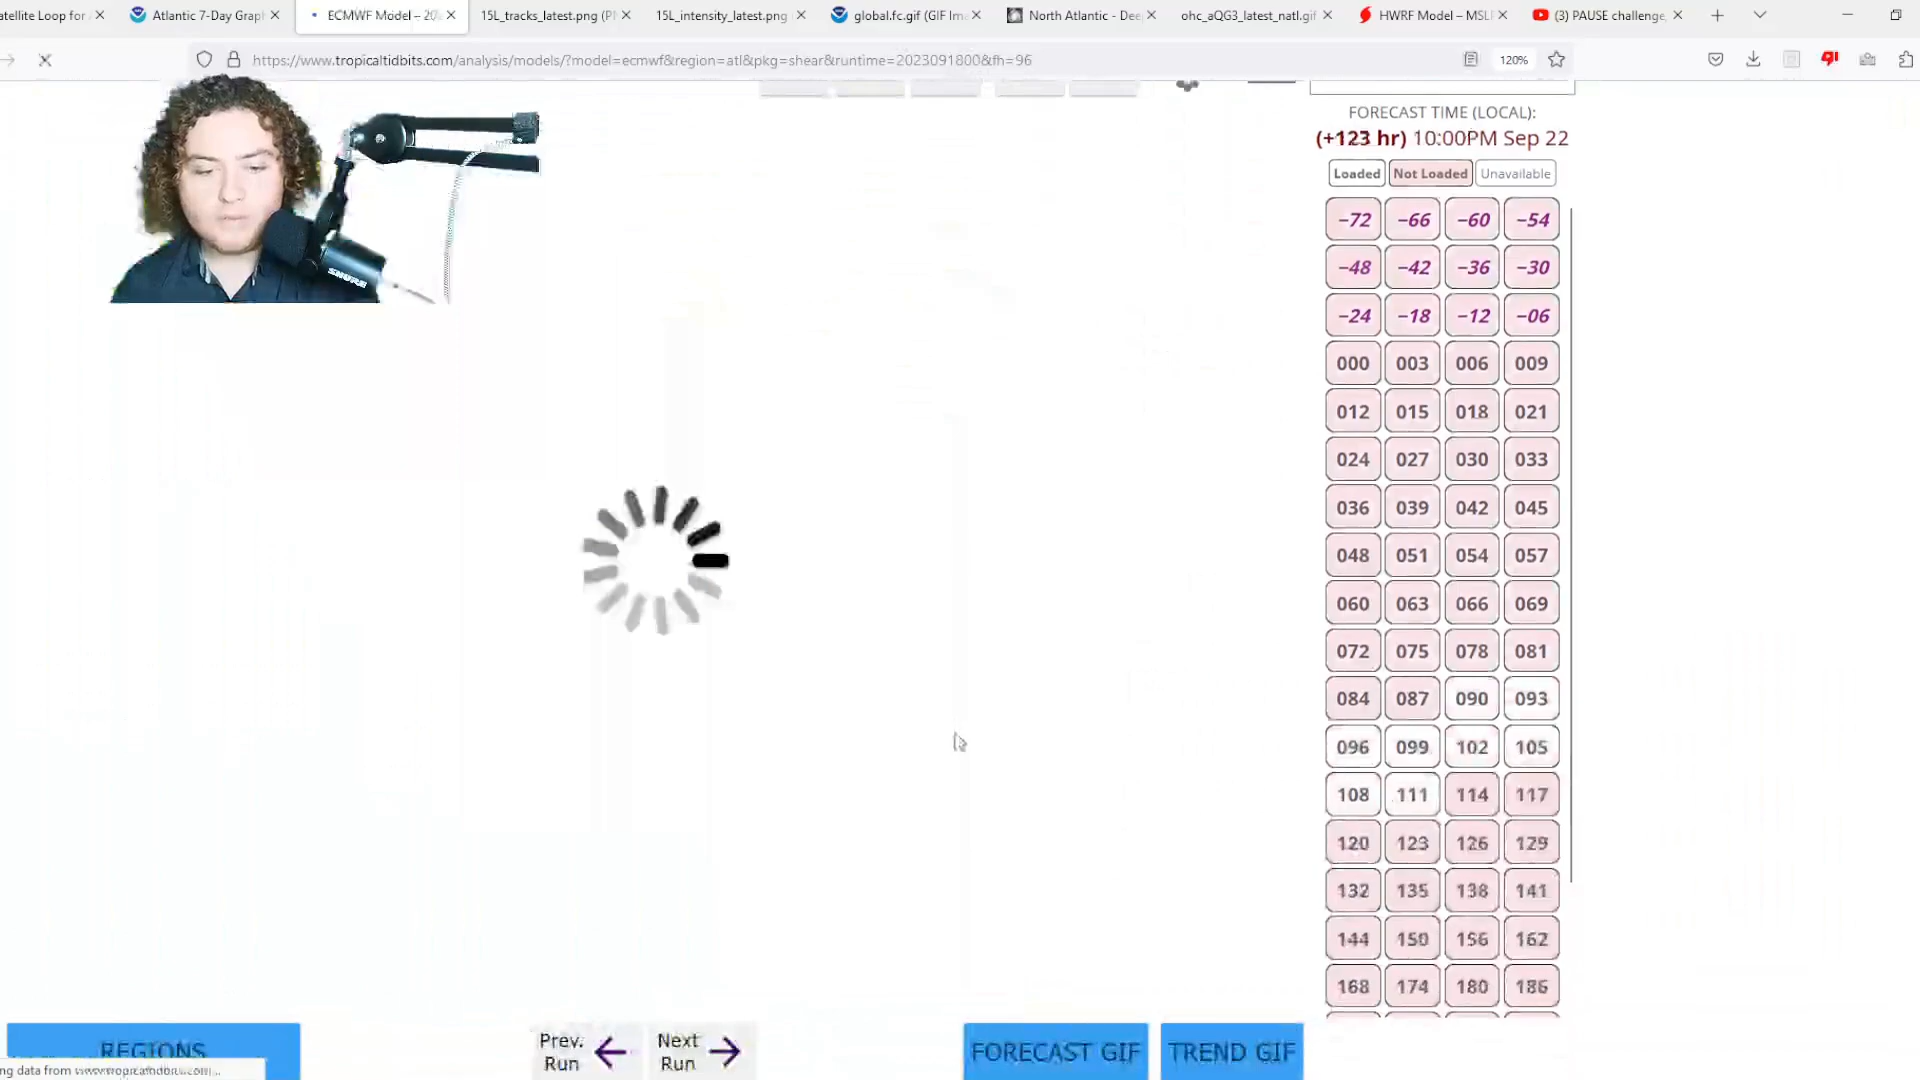 atellite Loop for A
Atlantic 7-Day Grap
ECMWF Model – 20
15L_tracks_latest.png (PN
15L_intensity_latest.png
global.fc.gif (GIF Im
North Atlantic - Dee
ohc_aQG3_latest_natl.gif
HWRF Model – MSL
(3) PAUSE challenge
https://www.tropicaltidbits.com/analysis/models/?model=ecmwf&region=atl&pkg=shear&runtime=2023091800&fh=96
120%
FORECAST TIME (LOCAL):
(+123 hr) 10:00PM Sep 22
Loaded Not Loaded Unavailable
−72 −66 −60 −54
−48 −42 −36 −30
−24 −18 −12 −06
000 003 006 009
012 015 018 021
024 027 030 033
036 039 042 045
048 051 054 057
060 063 066 069
072 075 078 081
084 087 090 093
096 099 102 105
108 111 114 117
120 123 126 129
132 135 138 141
144 150 156 162
168 174 180 186
SHURE
REGIONS
Prev. Run
Next Run
FORECAST GIF
TREND GIF
ng data from www.tropicaltidbits.com...